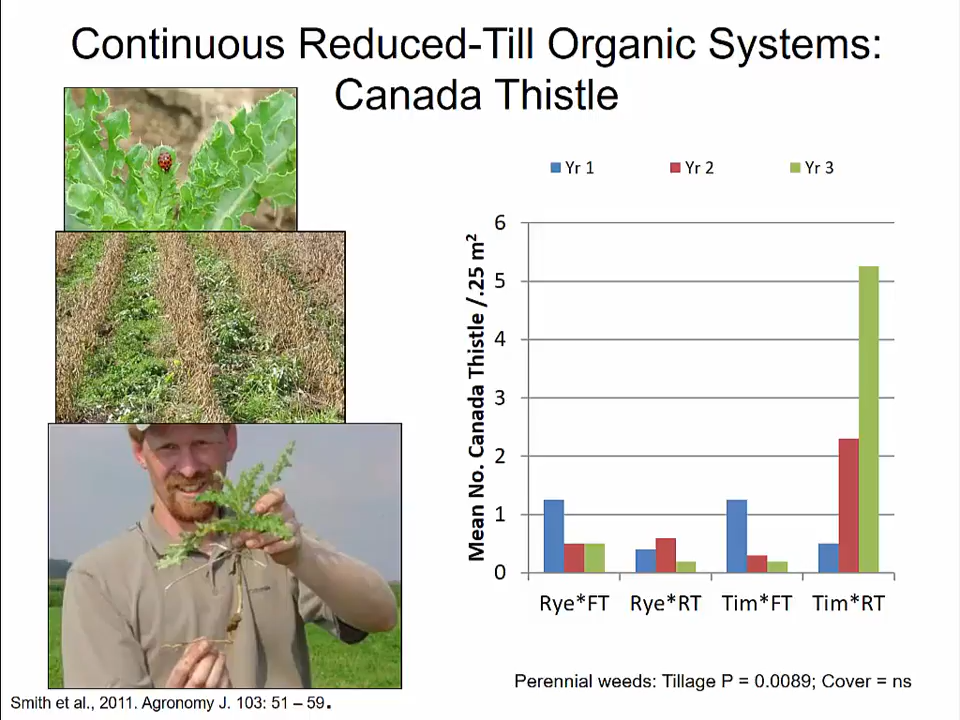 Continuous Reduced-Till Organic Systems:
Canada Thistle
Yr 1 Yr 2 Yr 3
Mean No. Canada Thistle /.25 m²
6
5
4
3
2
1
0
Rye*FT Rye*RT Tim*FT Tim*RT
Perennial weeds: Tillage P = 0.0089; Cover = ns
Smith et al., 2011. Agronomy J. 103: 51 – 59.